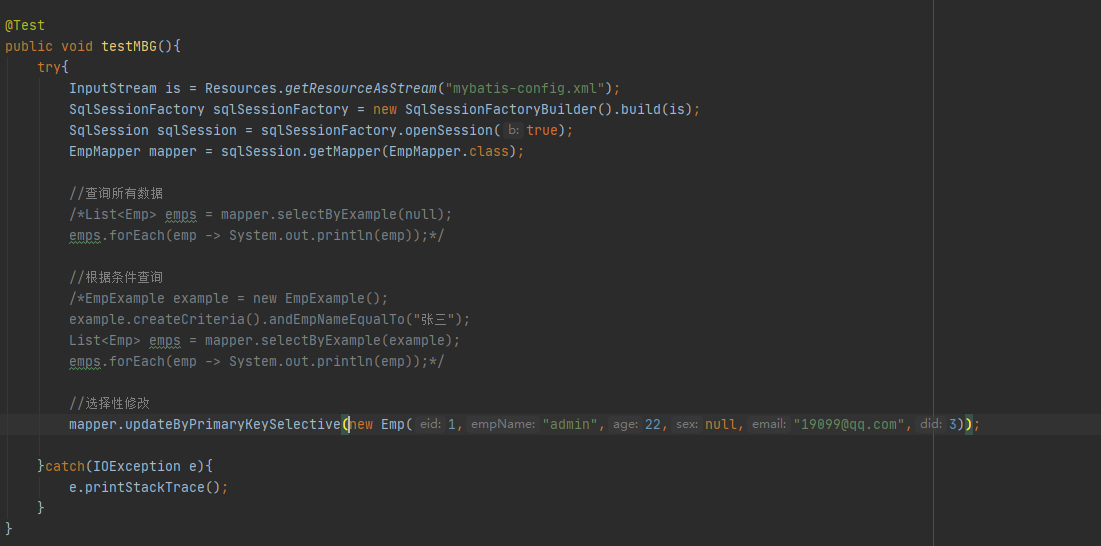 @Test
public void testMBG(){
try{
InputStream is = Resources.getResourceAsStream("mybatis-config.xml");
SqlSessionFactory sqlSessionFactory = new SqlSessionFactoryBuilder().build(is);
SqlSession sqlSession = sqlSessionFactory.openSession( b: true);
EmpMapper mapper = sqlSession.getMapper(EmpMapper.class);
//查询所有数据
/*List<Emp> emps = mapper.selectByExample(null);
emps.forEach(emp -> System.out.println(emp));*/
//根据条件查询
/*EmpExample example = new EmpExample();
example.createCriteria().andEmpNameEqualTo("张三");
List<Emp> emps = mapper.selectByExample(example);
emps.forEach(emp -> System.out.println(emp));*/
//选择性修改
mapper.updateByPrimaryKeySelective(new Emp( eid: 1, empName: "admin", age: 22, sex: null, email: "19099@qq.com", did: 3));
}catch(IOException e){
e.printStackTrace();
}
}